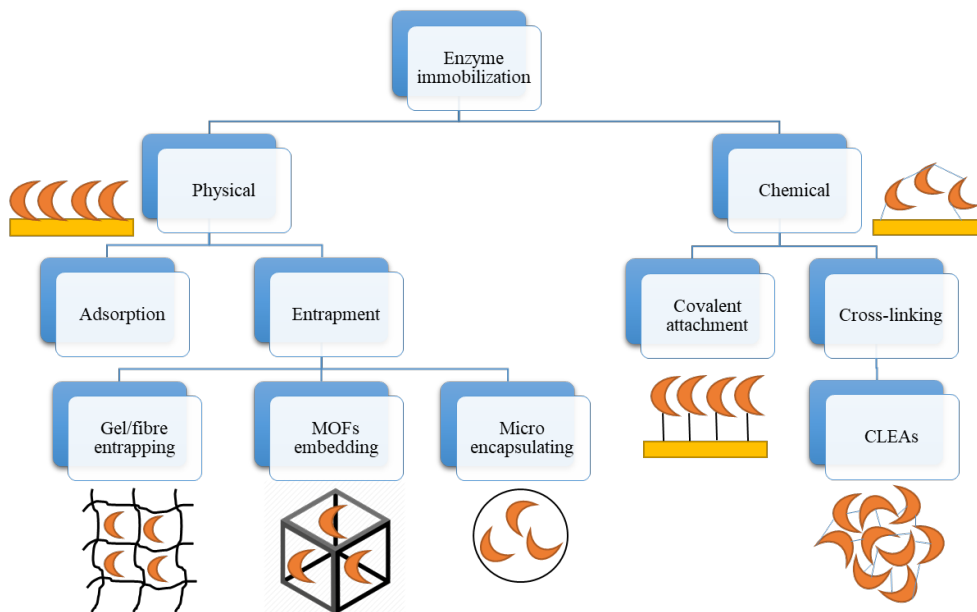 Enzyme
immobilization
Physical
Chemical
Adsorption
Entrapment
Covalent
attachment
Cross-linking
Gel/fibre
entrapping
MOFs
embedding
Micro
encapsulating
CLEAs